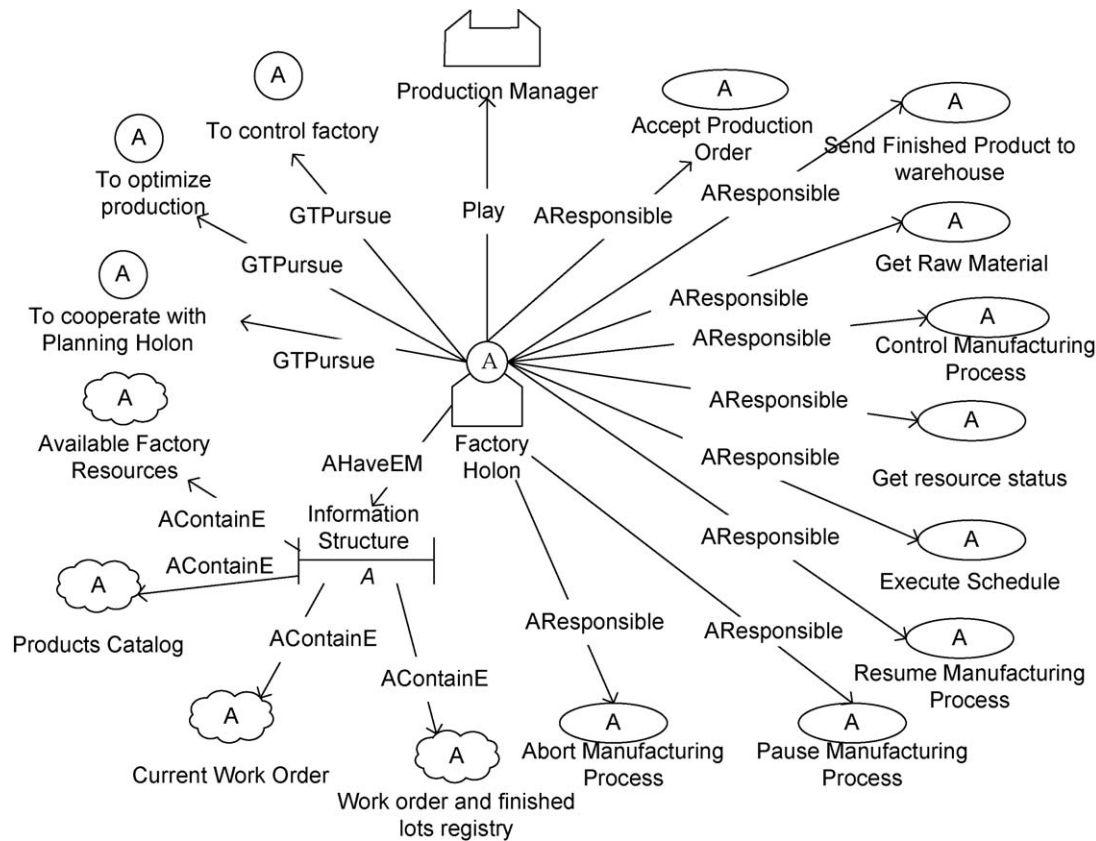 Production Manager
A
To control factory
A
To optimize
production
A
To cooperate with
Planning Holon
A
Accept Production
Order
A
Send Finished Product to
warehouse
A
Get Raw Material
A
Control Manufacturing
Process
A
Get resource status
A
Execute Schedule
A
Resume Manufacturing
Process
A
Pause Manufacturing
Process
A
Abort Manufacturing
Process
GTPursue
GTPursue
GTPursue
Play
AResponsible
AResponsible
AResponsible
AResponsible
AResponsible
AResponsible
AResponsible
AResponsible
AResponsible
A
Factory
Holon
AHaveEM
Information
Structure
A
AContainE
AContainE
AContainE
AContainE
A
Available Factory
Resources
A
Products Catalog
A
Current Work Order
A
Work order and finished
lots registry